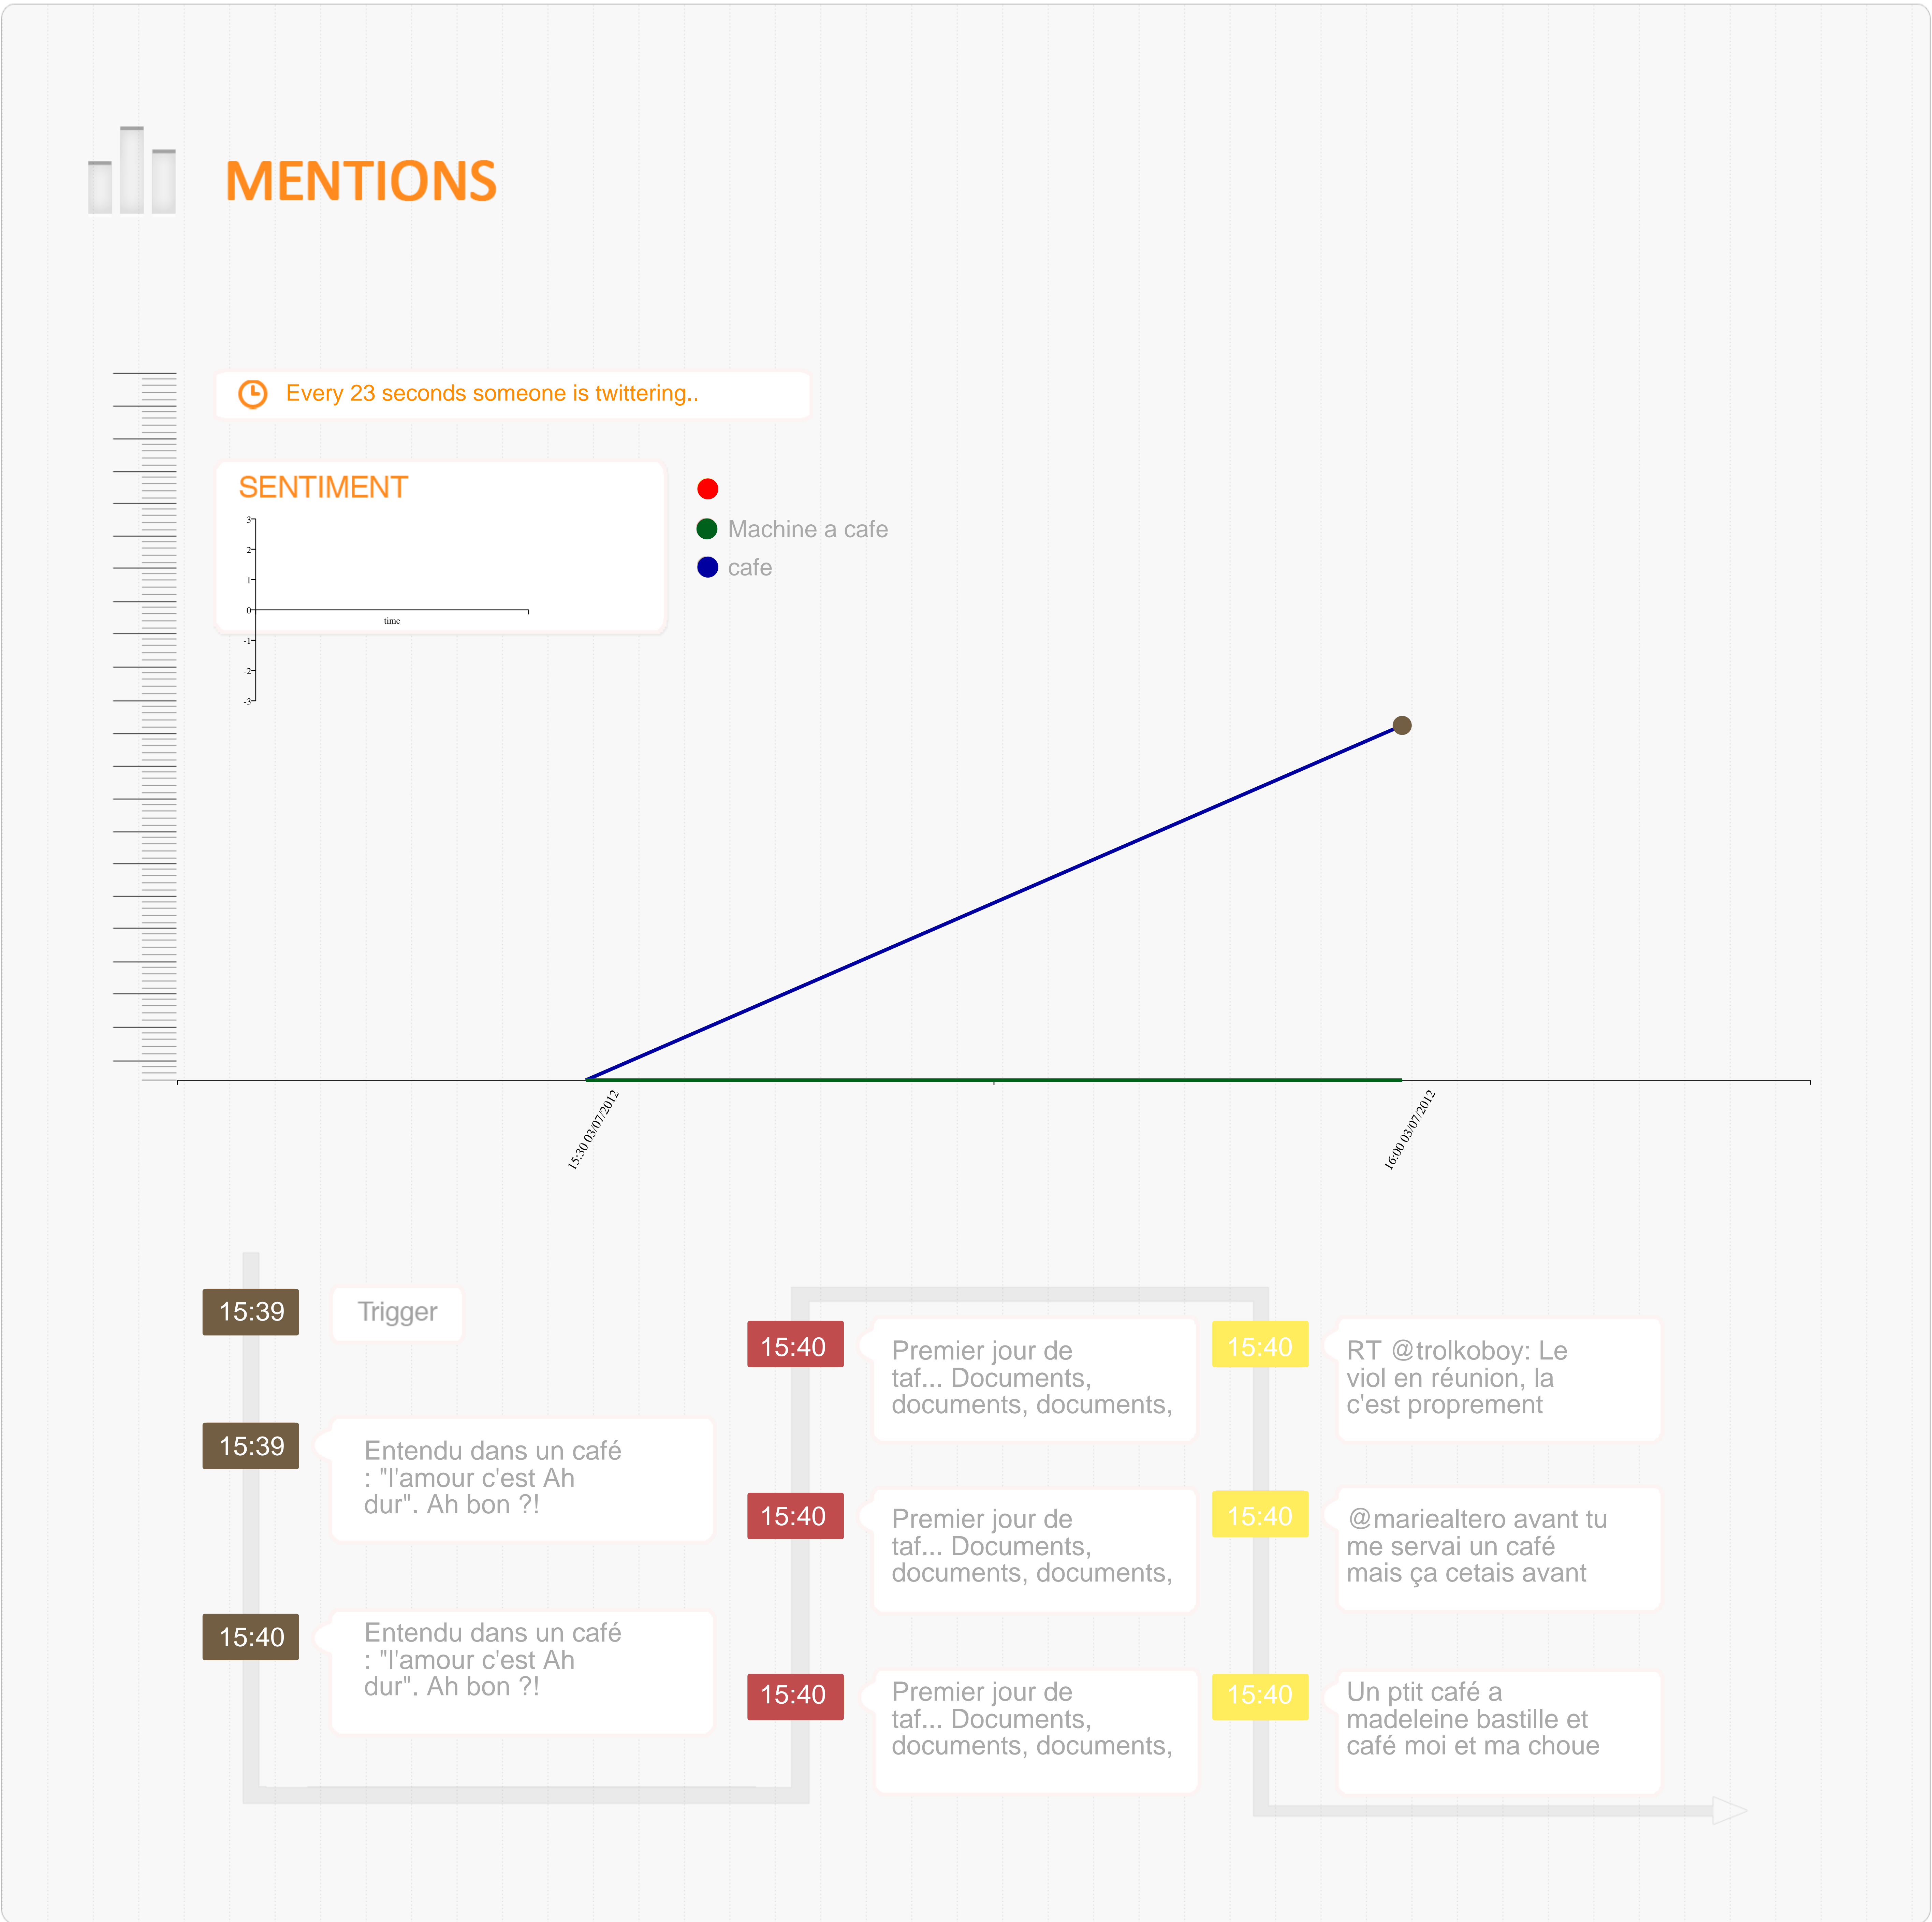 MENTIONS
Every 23 seconds someone is twittering..
SENTIMENT
3
2
1
0
time
-1
-2
-3
Machine a cafe
cafe
15:30 03/07/2012
16:00 03/07/2012
15:39
Trigger
15:39
Entendu dans un café
: "l'amour c'est Ah
dur". Ah bon ?!
15:40
Entendu dans un café
: "l'amour c'est Ah
dur". Ah bon ?!
15:40
Premier jour de
taf... Documents,
documents, documents,
15:40
Premier jour de
taf... Documents,
documents, documents,
15:40
Premier jour de
taf... Documents,
documents, documents,
15:40
RT @trolkoboy: Le
viol en réunion, la
c'est proprement
15:40
@mariealtero avant tu
me servai un café
mais ça cetais avant
15:40
Un ptit café a
madeleine bastille et
café moi et ma choue